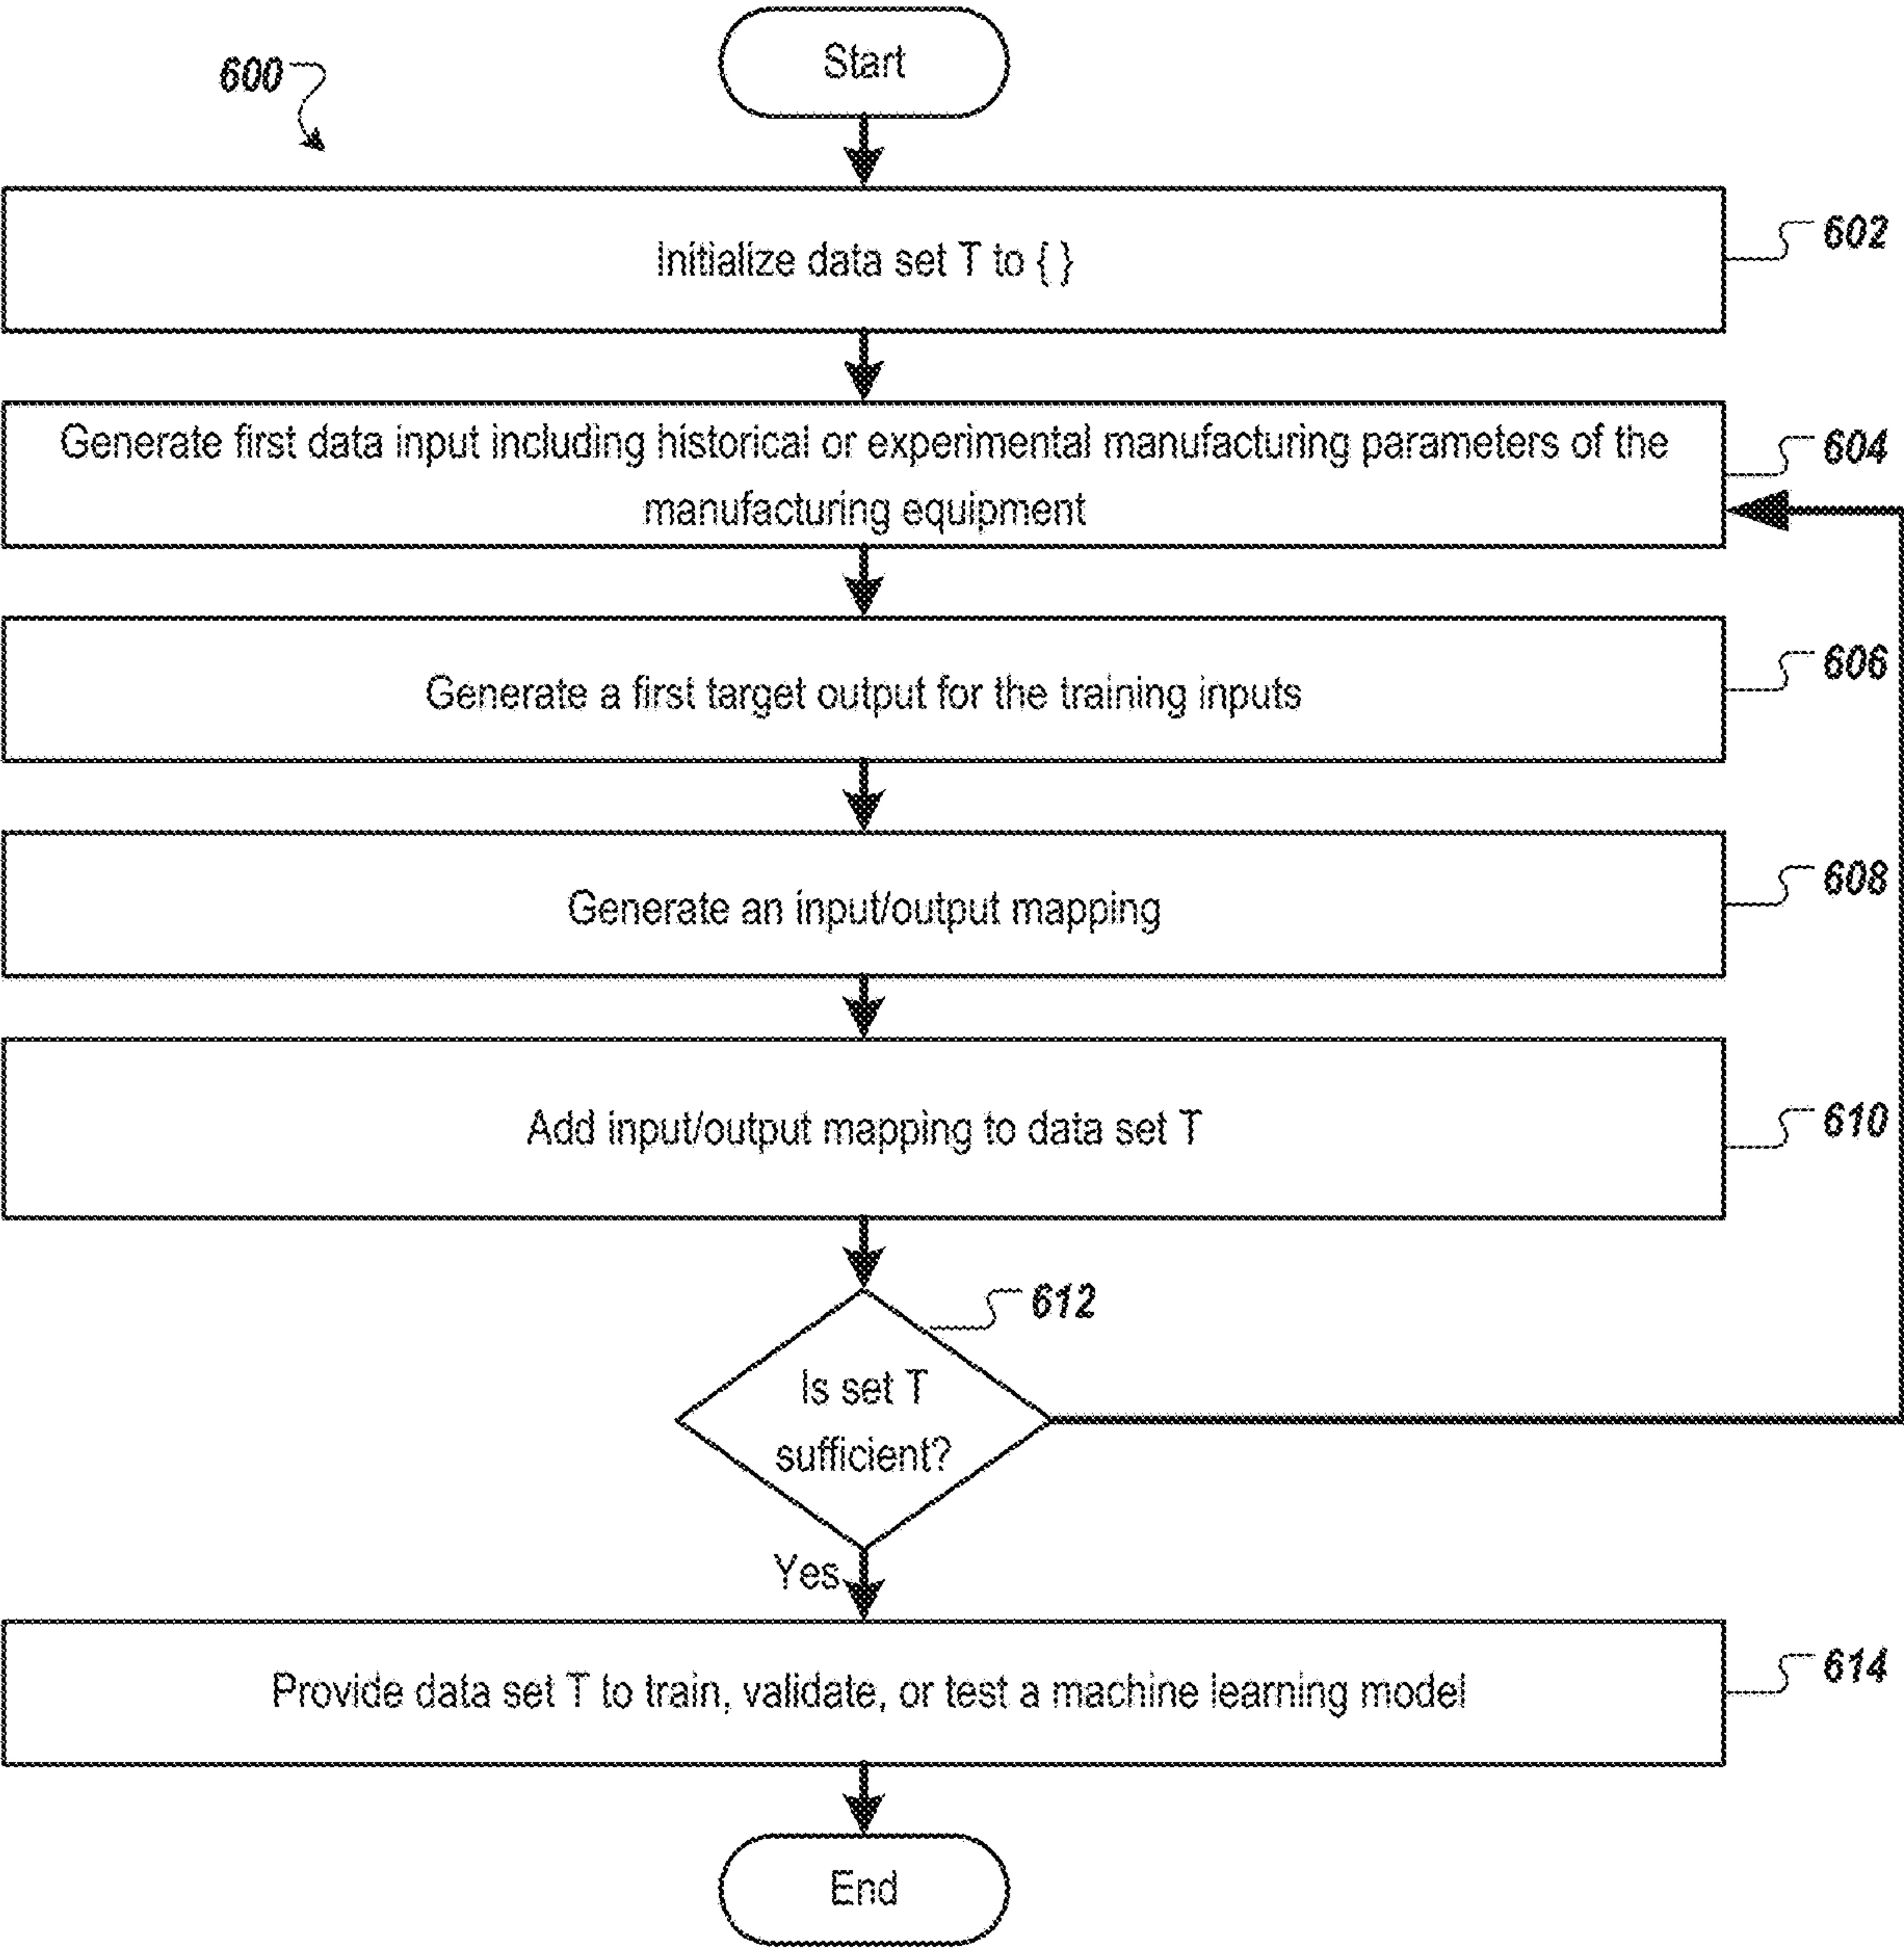 Start
600
Initialize data set T to { }
602
Generate first data input including historical or experimental manufacturing parameters of the
manufacturing equipment
604
Generate a first target output for the training inputs
606
Generate an input/output mapping
608
Add input/output mapping to data set T
610
612
Is set T
sufficient?
Yes
Provide data set T to train, validate, or test a machine learning model
614
End